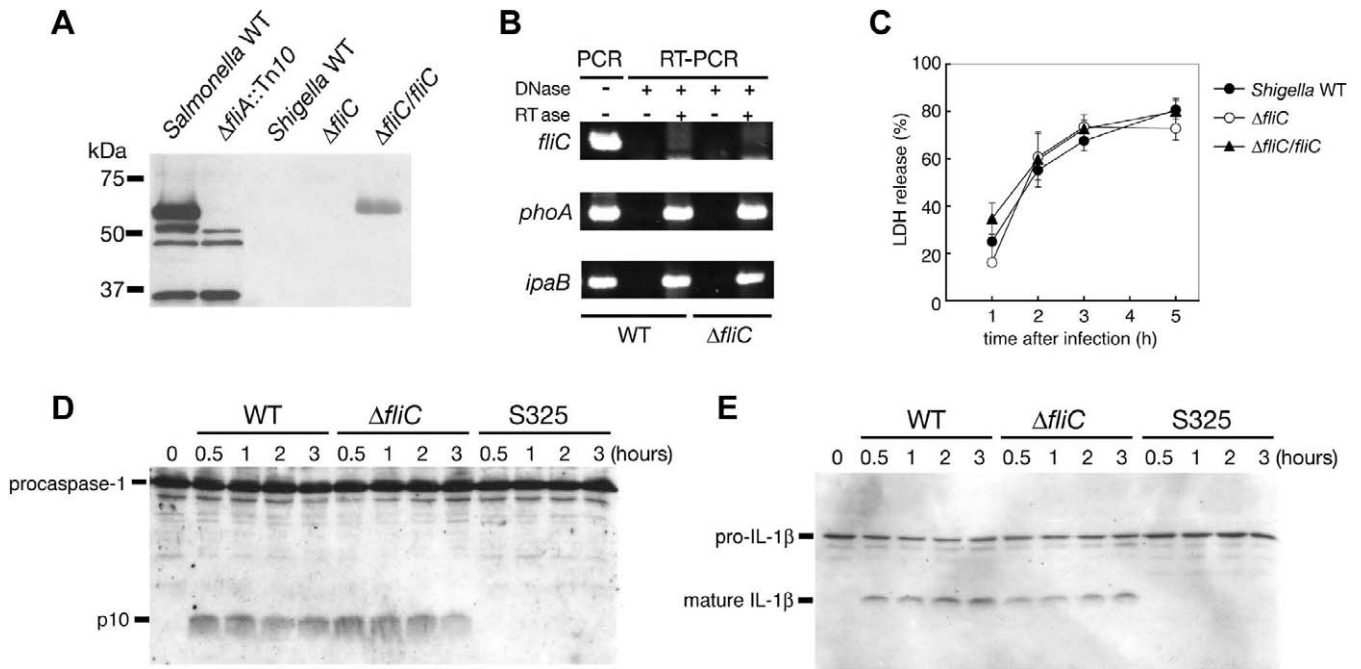 A
Salmonella WT
ΔfliA::Tn10
Shigella WT
ΔfliC
ΔfliC/fliC
kDa
75
50
37
B
PCR RT-PCR
DNase - + + + +
RTase - - + - +
fliC
phoA
ipaB
WT ΔfliC
C
LDH release (%)
100
80
60
40
20
0
1 2 3 4 5
time after infection (h)
Shigella WT
ΔfliC
ΔfliC/fliC
D
WT ΔfliC S325
0 0.5 1 2 3 0.5 1 2 3 0.5 1 2 3 (hours)
procaspase-1
p10
E
WT ΔfliC S325
0 0.5 1 2 3 0.5 1 2 3 0.5 1 2 3 (hours)
pro-IL-1β
mature IL-1β